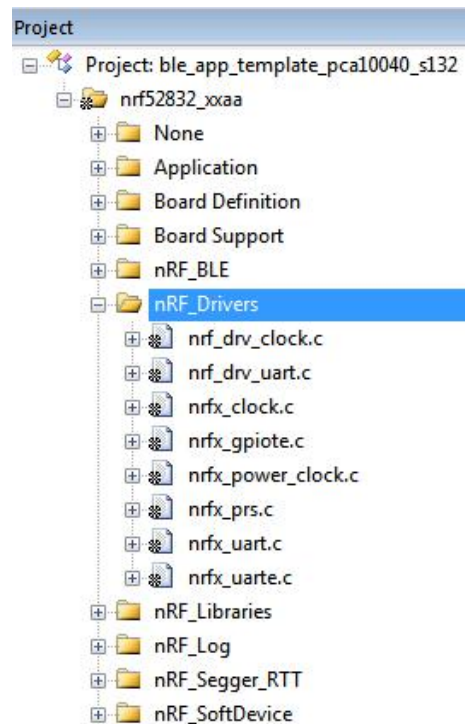 Project
Project: ble_app_template_pca10040_s132
nrf52832_xxaa
None
Application
Board Definition
Board Support
nRF_BLE
nRF_Drivers
nrf_drv_clock.c
nrf_drv_uart.c
nrfx_clock.c
nrfx_gpiote.c
nrfx_power_clock.c
nrfx_prs.c
nrfx_uart.c
nrfx_uarte.c
nRF_Libraries
nRF_Log
nRF_Segger_RTT
nRF_SoftDevice